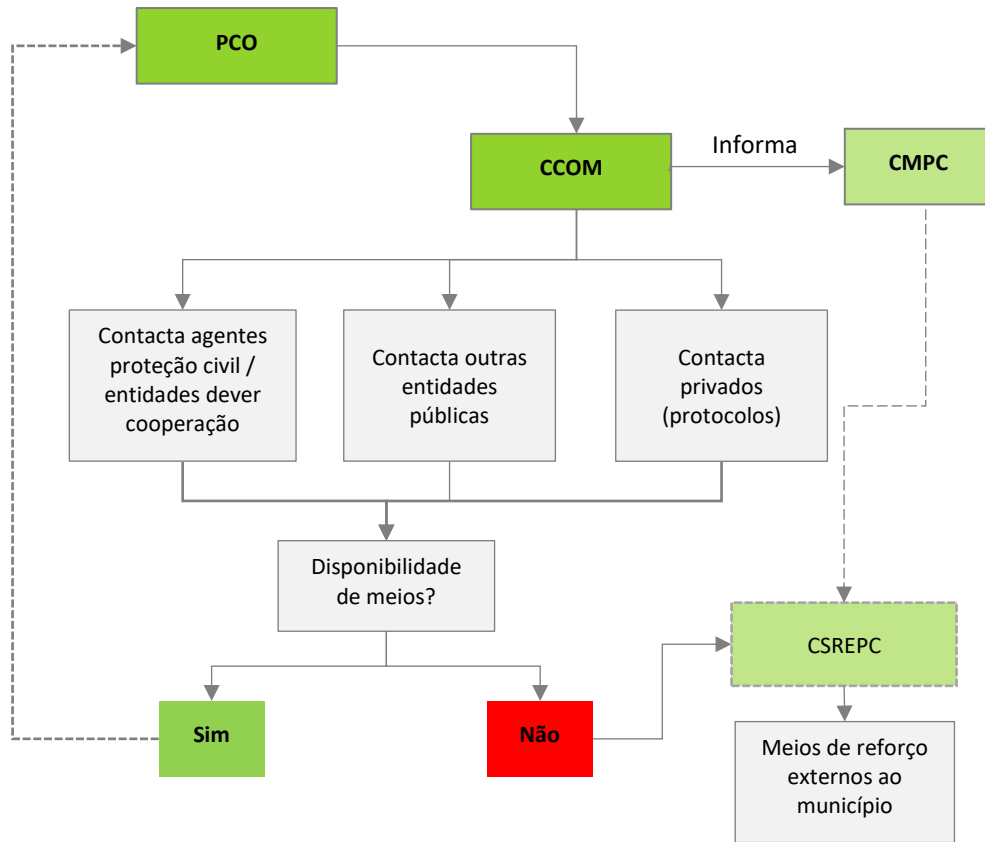 PCO
CCOM
Informa
CMPC
Contacta agentes
proteção civil /
entidades dever
cooperação
Contacta outras
entidades
públicas
Contacta
privados
(protocolos)
Disponibilidade
de meios?
CSREPC
Sim
Não
Meios de reforço
externos ao
município